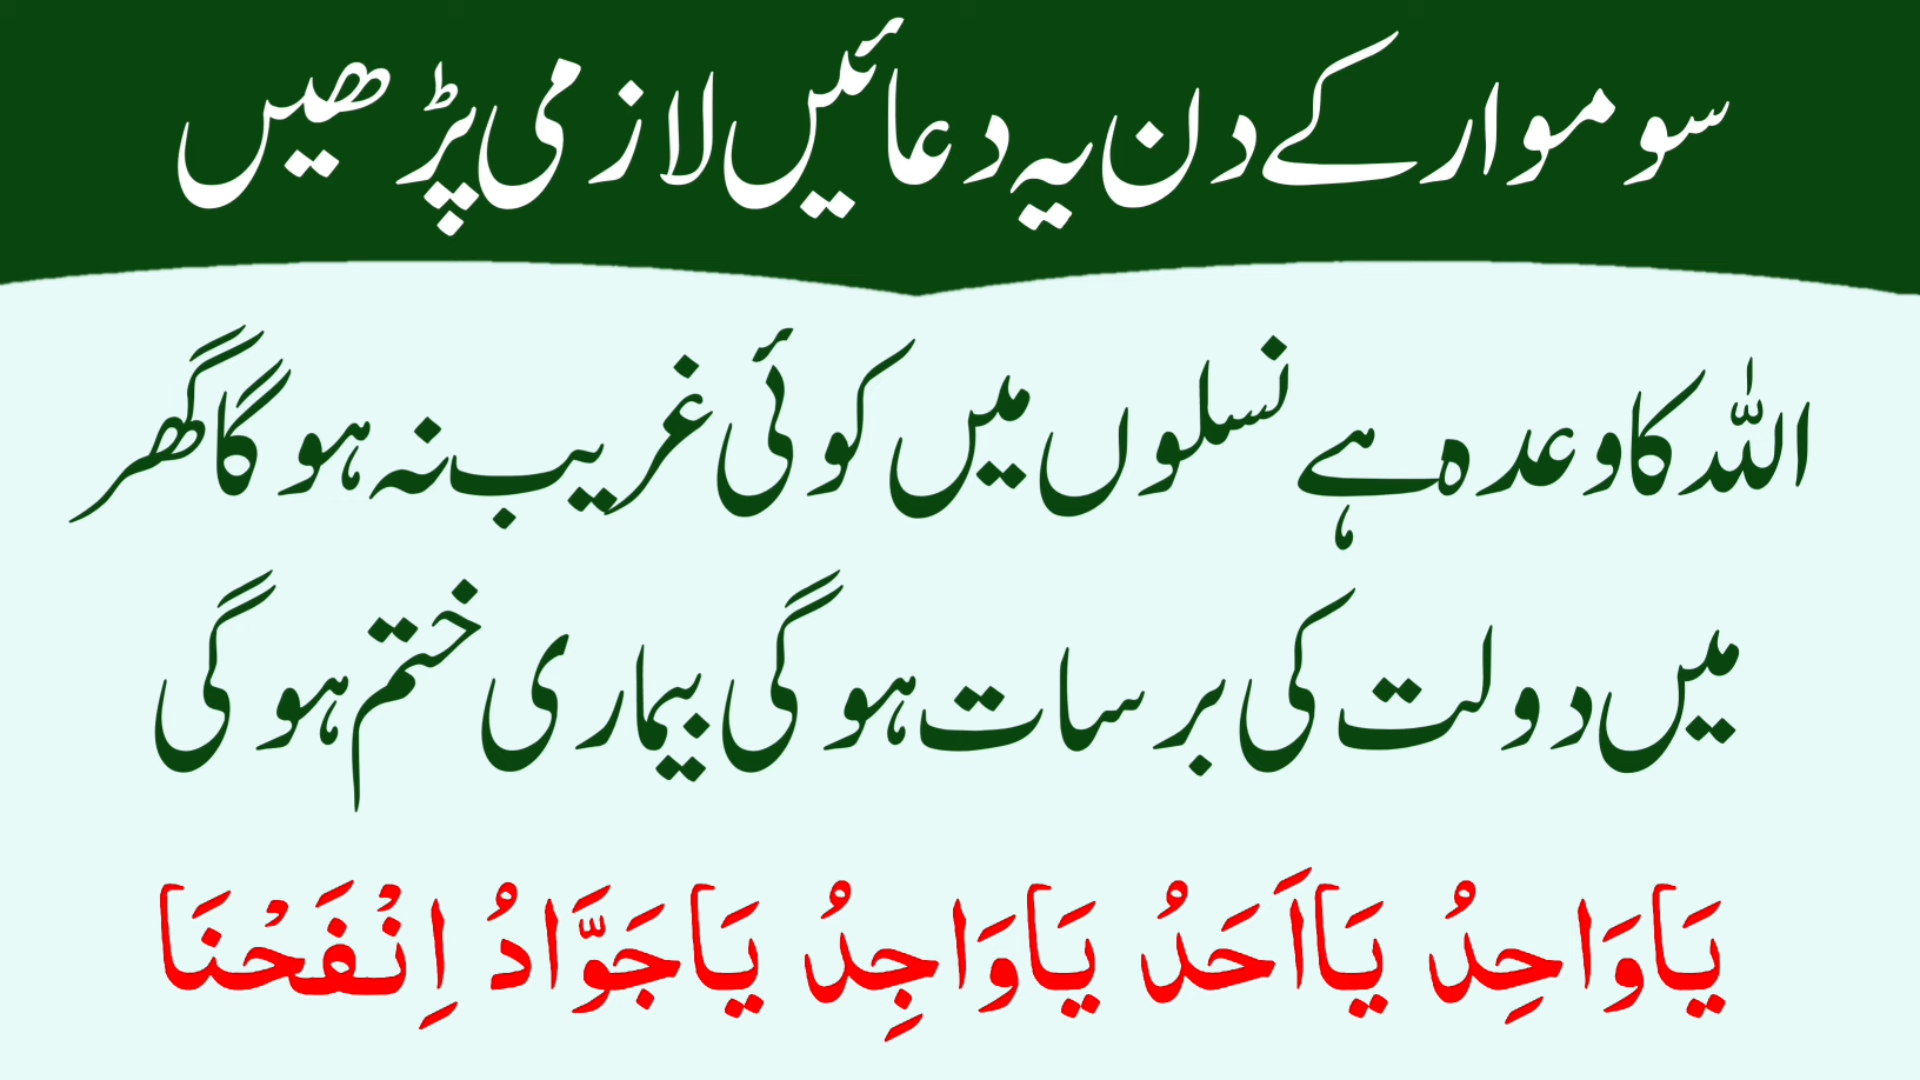 سوموار کے دن یہ دعائیں لازمی پڑھیں
اللہ کا وعدہ ہے نسلوں میں کوئی غریب نہ ہو گا گھر
میں دولت کی برسات ہو گی بیماری ختم ہو گی
يَاوَاحِدُ يَااَحَدُ يَاوَاجِدُ يَاجَوَّادُ اِنْفَحْنَا